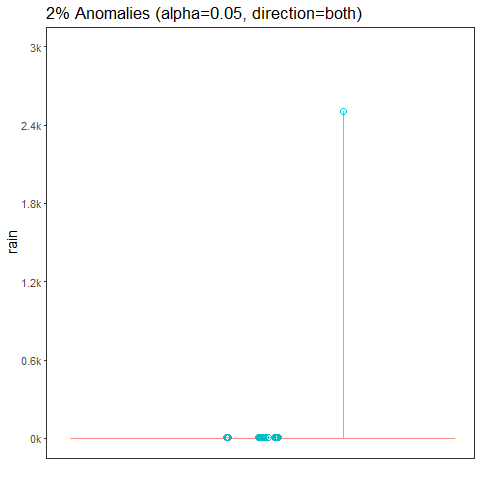 2% Anomalies (alpha=0.05, direction=both)
3k
2.4k
1.8k
1.2k
0.6k
0k
rain